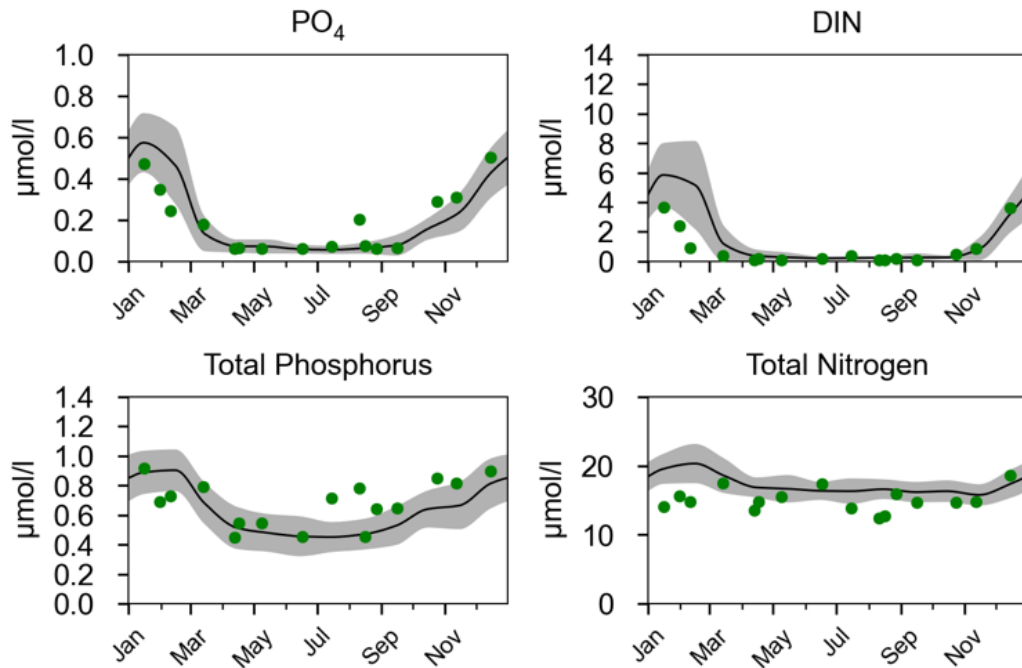 PO4
DIN
µmol/l
1.0
0.8
0.6
0.4
0.2
0.0
Jan
Mar
May
Jul
Sep
Nov
µmol/l
14
12
10
8
6
4
2
0
Jan
Mar
May
Jul
Sep
Nov
Total Phosphorus
Total Nitrogen
µmol/l
1.4
1.2
1.0
0.8
0.6
0.4
0.2
0.0
Jan
Mar
May
Jul
Sep
Nov
µmol/l
30
20
10
0
Jan
Mar
May
Jul
Sep
Nov